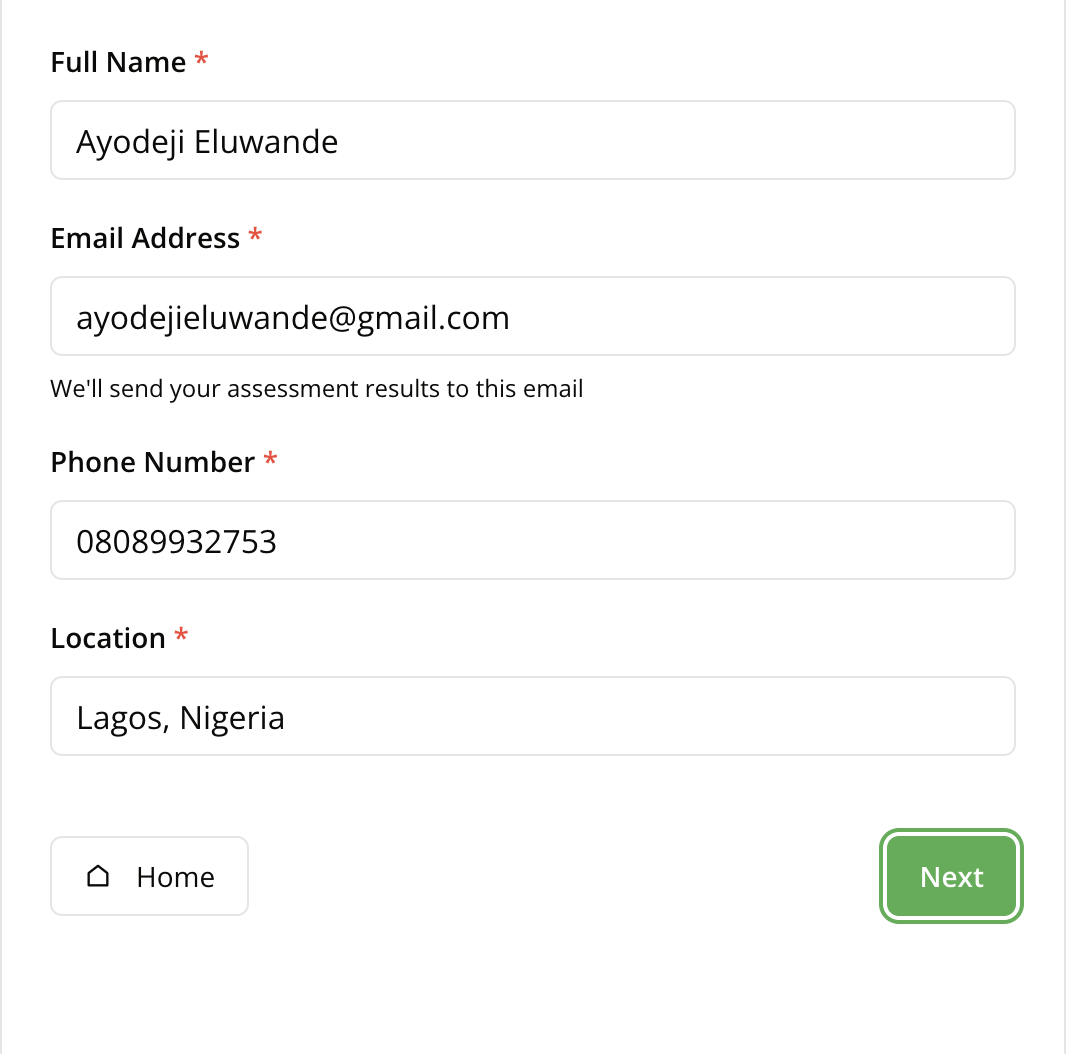 Full Name *
Ayodeji Eluwande
Email Address *
ayodejieluwande@gmail.com
We'll send your assessment results to this email
Phone Number *
08089932753
Location *
Lagos, Nigeria
Home
Next